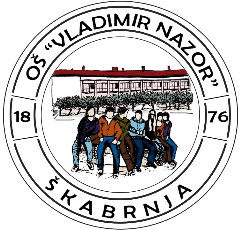 OŠ “VLADIMIR NAZOR”
18 76
ŠKABRNJA